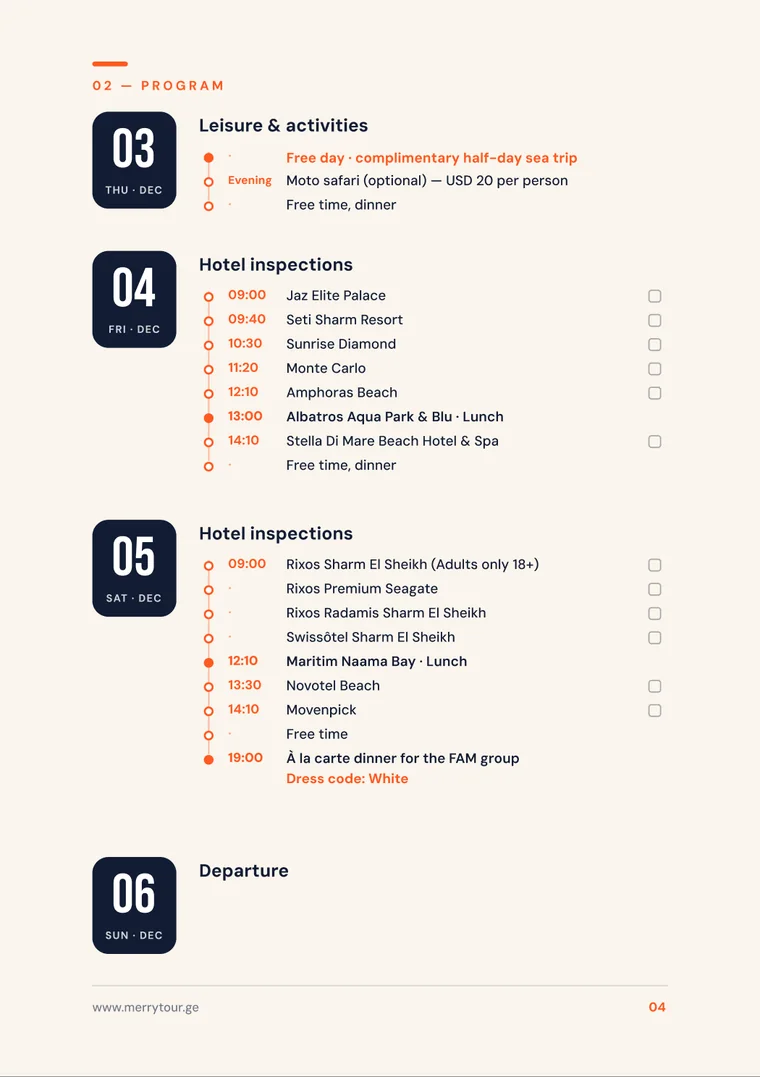 02 — PROGRAM
03
THU · DEC
Leisure & activities
· Free day · complimentary half-day sea trip
Evening Moto safari (optional) — USD 20 per person
· Free time, dinner
04
FRI · DEC
Hotel inspections
09:00 Jaz Elite Palace
09:40 Seti Sharm Resort
10:30 Sunrise Diamond
11:20 Monte Carlo
12:10 Amphoras Beach
13:00 Albatros Aqua Park & Blu · Lunch
14:10 Stella Di Mare Beach Hotel & Spa
· Free time, dinner
05
SAT · DEC
Hotel inspections
09:00 Rixos Sharm El Sheikh (Adults only 18+)
· Rixos Premium Seagate
· Rixos Radamis Sharm El Sheikh
· Swissôtel Sharm El Sheikh
12:10 Maritim Naama Bay · Lunch
13:30 Novotel Beach
14:10 Movenpick
· Free time
19:00 À la carte dinner for the FAM group
Dress code: White
06
SUN · DEC
Departure
www.merrytour.ge
04